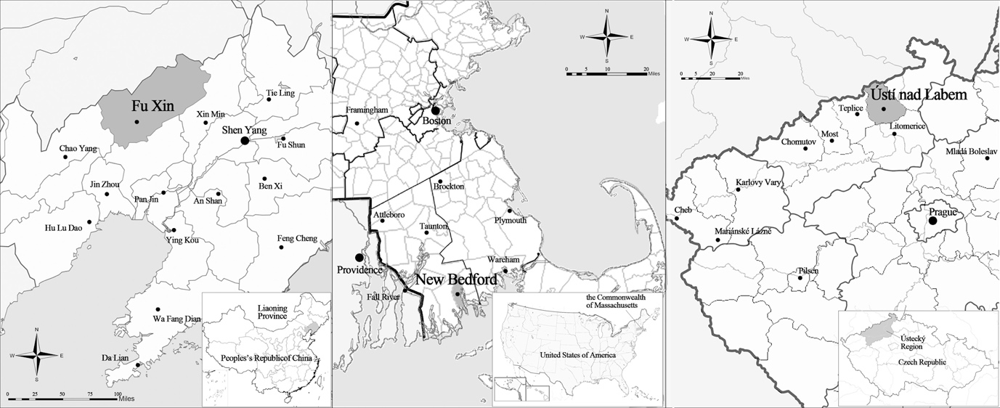 Fu Xin
Tie Ling
Xin Min
Shen Yang
Fu Shun
Chao Yang
Jin Zhou
Pan Jin
An Shan
Ben Xi
Hu Lu Dao
Ying Kou
Feng Cheng
Wa Fang Dian
Da Lian
Liaoning
Province
Peoples's Republicof China
N
W
E
S
0 25 50 100
Miles
N
W
E
S
0 5 10 20
Miles
Framingham
Boston
Brockton
Attleboro
Taunton
Plymouth
Wareham
Providence
New Bedford
Fall River
the Commonwealth
of Massachusetts
United States of America
N
W
E
S
0 5 10 20 20
Miles
Ústí nad Labem
Teplice
Litomerice
Most
Chomutov
Mladá Boleslav
Karlovy Vary
Cheb
Prague
Mariánské Lázně
Pilsen
Ústecký
Region
Czech Republic